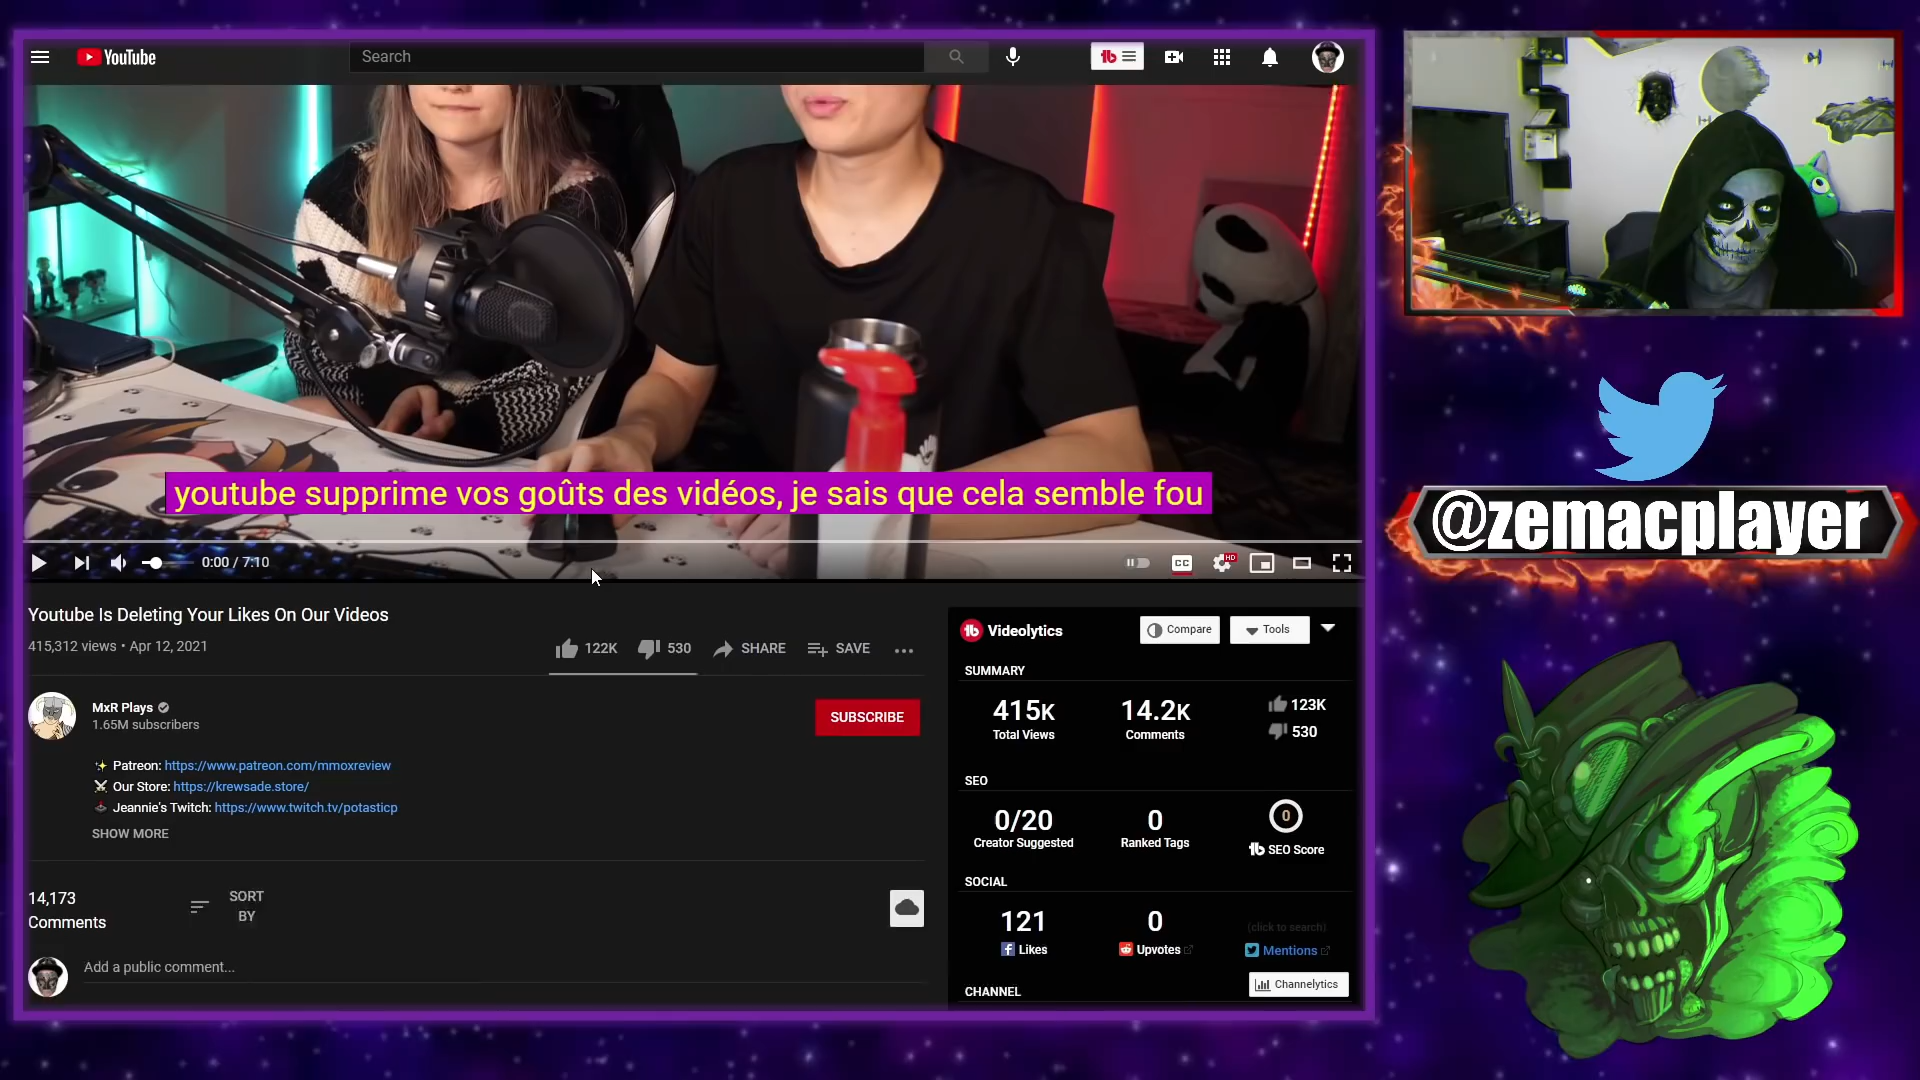 YouTube
Search
youtube supprime vos goûts des vidéos, je sais que cela semble fou
0:00 / 7:10
CC
HD
Youtube Is Deleting Your Likes On Our Videos
415,312 views • Apr 12, 2021
122K
530
SHARE
SAVE
MxR Plays
1.65M subscribers
SUBSCRIBE
Patreon: https://www.patreon.com/mmoxreview
Our Store: https://krewsade.store/
Jeannie's Twitch: https://www.twitch.tv/potasticp
SHOW MORE
14,173
Comments
SORT
BY
Add a public comment...
tb Videolytics
Compare
Tools
SUMMARY
415K
Total Views
14.2K
Comments
123K
530
SEO
0/20
Creator Suggested
0
Ranked Tags
0
tb SEO Score
SOCIAL
121
Likes
0
Upvotes
(click to search)
Mentions
CHANNEL
Channelytics
@zemacplayer